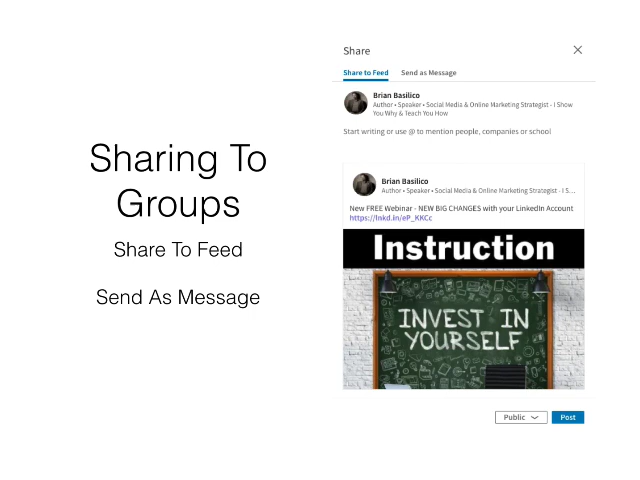 Sharing To
Groups
Share To Feed
Send As Message
Share
Share to Feed Send as Message
Brian Basilico
Author • Speaker • Social Media & Online Marketing Strategist - I Show
You Why & Teach You How
Start writing or use @ to mention people, companies or school
Brian Basilico
Author • Speaker • Social Media & Online Marketing Strategist - I S...
New FREE Webinar - NEW BIG CHANGES with your LinkedIn Account
https://lnkd.in/eP_KKCc
Instruction
INVEST IN
YOURSELF
Public
Post